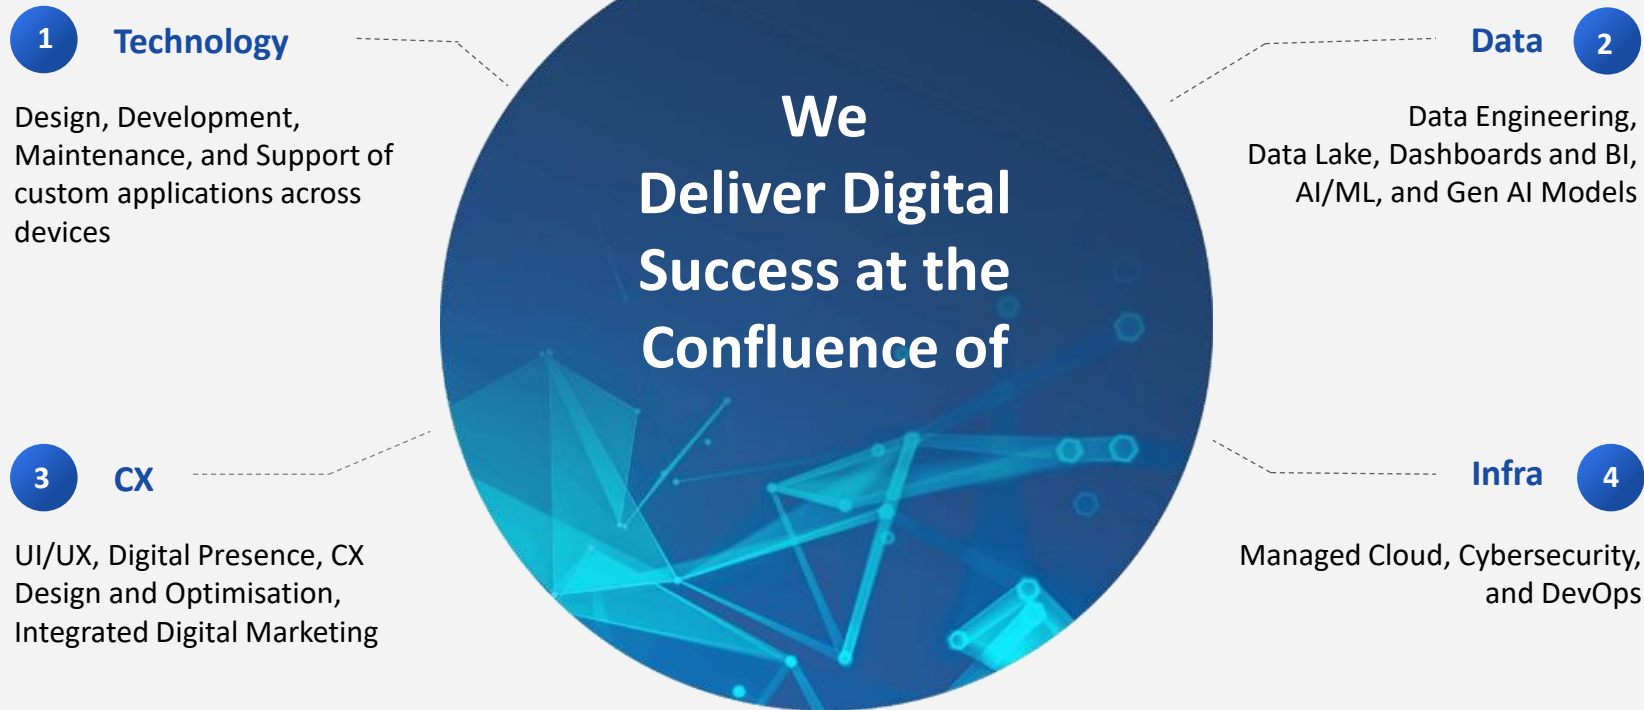 1
Technology
Design, Development,
Maintenance, and Support of
custom applications across
devices
We
Deliver Digital
Success at the
Confluence of
Data
2
Data Engineering,
Data Lake, Dashboards and BI,
AI/ML, and Gen AI Models
3
CX
UI/UX, Digital Presence, CX
Design and Optimisation,
Integrated Digital Marketing
Infra
4
Managed Cloud, Cybersecurity,
and DevOps